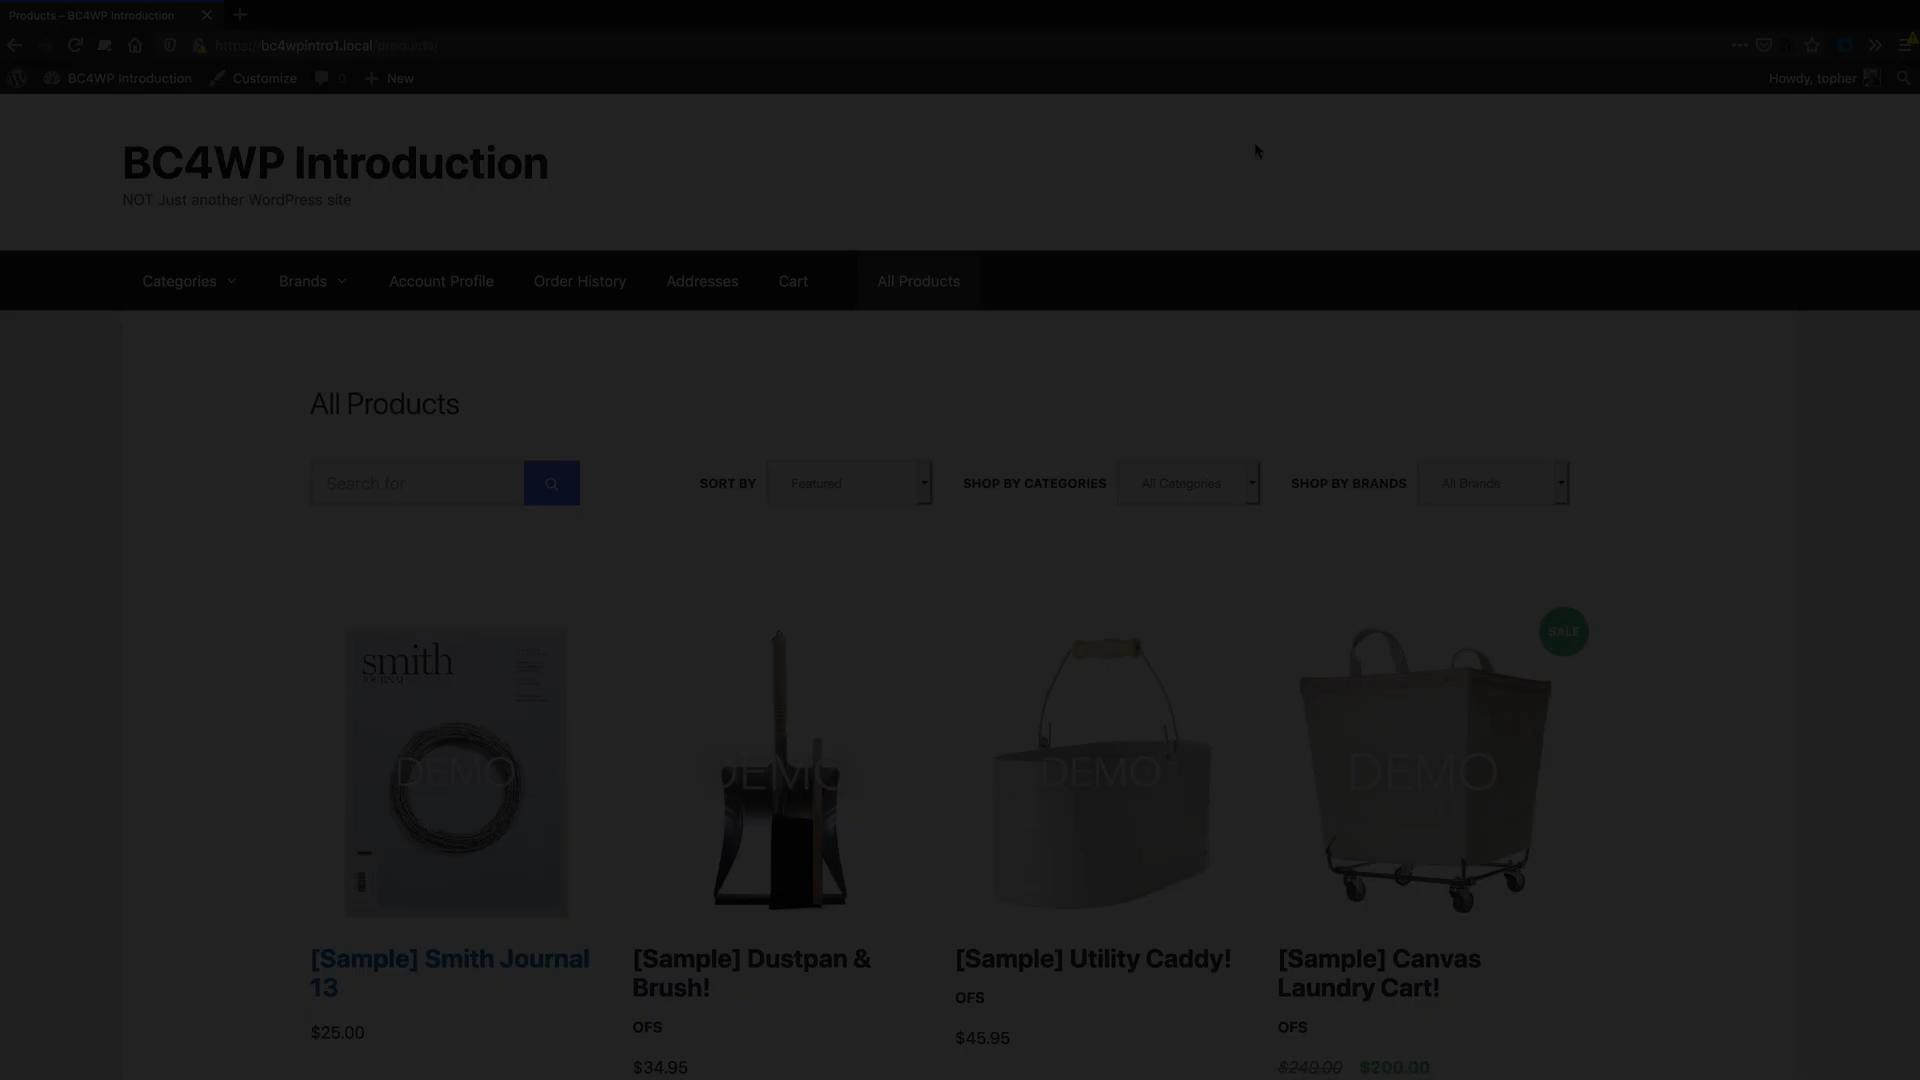 Products – BC4WP Introduction
https://bc4wpintro1.local/products/
BC4WP Introduction
Customize
0
New
Howdy, topher
BC4WP Introduction
NOT Just another WordPress site
Categories
Brands
Account Profile
Order History
Addresses
Cart
All Products
All Products
Search for
SORT BY
Featured
SHOP BY CATEGORIES
All Categories
SHOP BY BRANDS
All Brands
SALE
smith
JOURNAL
DEMO
DEMO
DEMO
DEMO
[Sample] Smith Journal
13
$25.00
[Sample] Dustpan &
Brush!
OFS
$34.95
[Sample] Utility Caddy!
OFS
$45.95
[Sample] Canvas
Laundry Cart!
OFS
$249.00 $200.00